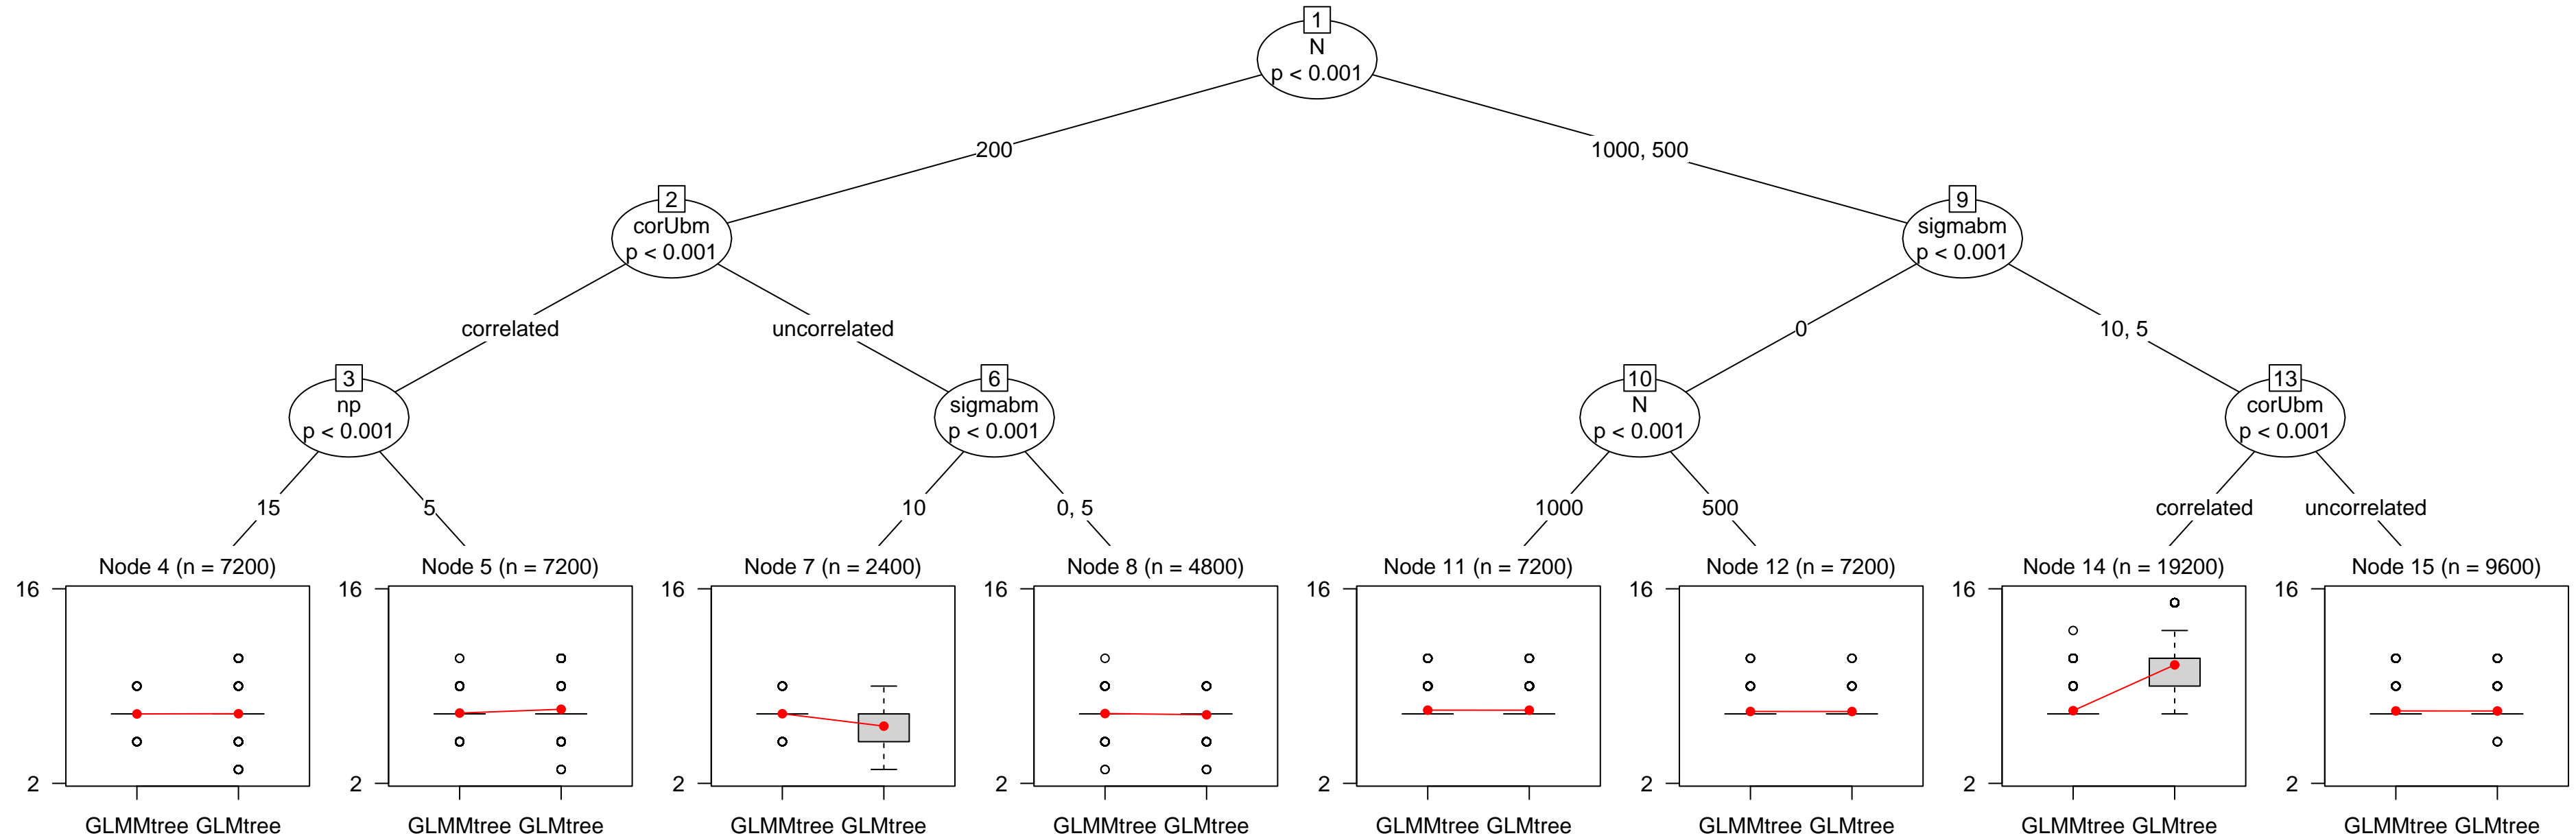 1
N
p < 0.001
200
1000, 500
2
corUbm
p < 0.001
9
sigmabm
p < 0.001
correlated
uncorrelated
0
10, 5
3
np
p < 0.001
6
sigmabm
p < 0.001
10
N
p < 0.001
13
corUbm
p < 0.001
15
5
10
0, 5
1000
500
correlated
uncorrelated
Node 4 (n = 7200)
16
2
GLMMtree GLMtree
Node 5 (n = 7200)
16
2
GLMMtree GLMtree
Node 7 (n = 2400)
16
2
GLMMtree GLMtree
Node 8 (n = 4800)
16
2
GLMMtree GLMtree
Node 11 (n = 7200)
16
2
GLMMtree GLMtree
Node 12 (n = 7200)
16
2
GLMMtree GLMtree
Node 14 (n = 19200)
16
2
GLMMtree GLMtree
Node 15 (n = 9600)
16
2
GLMMtree GLMtree